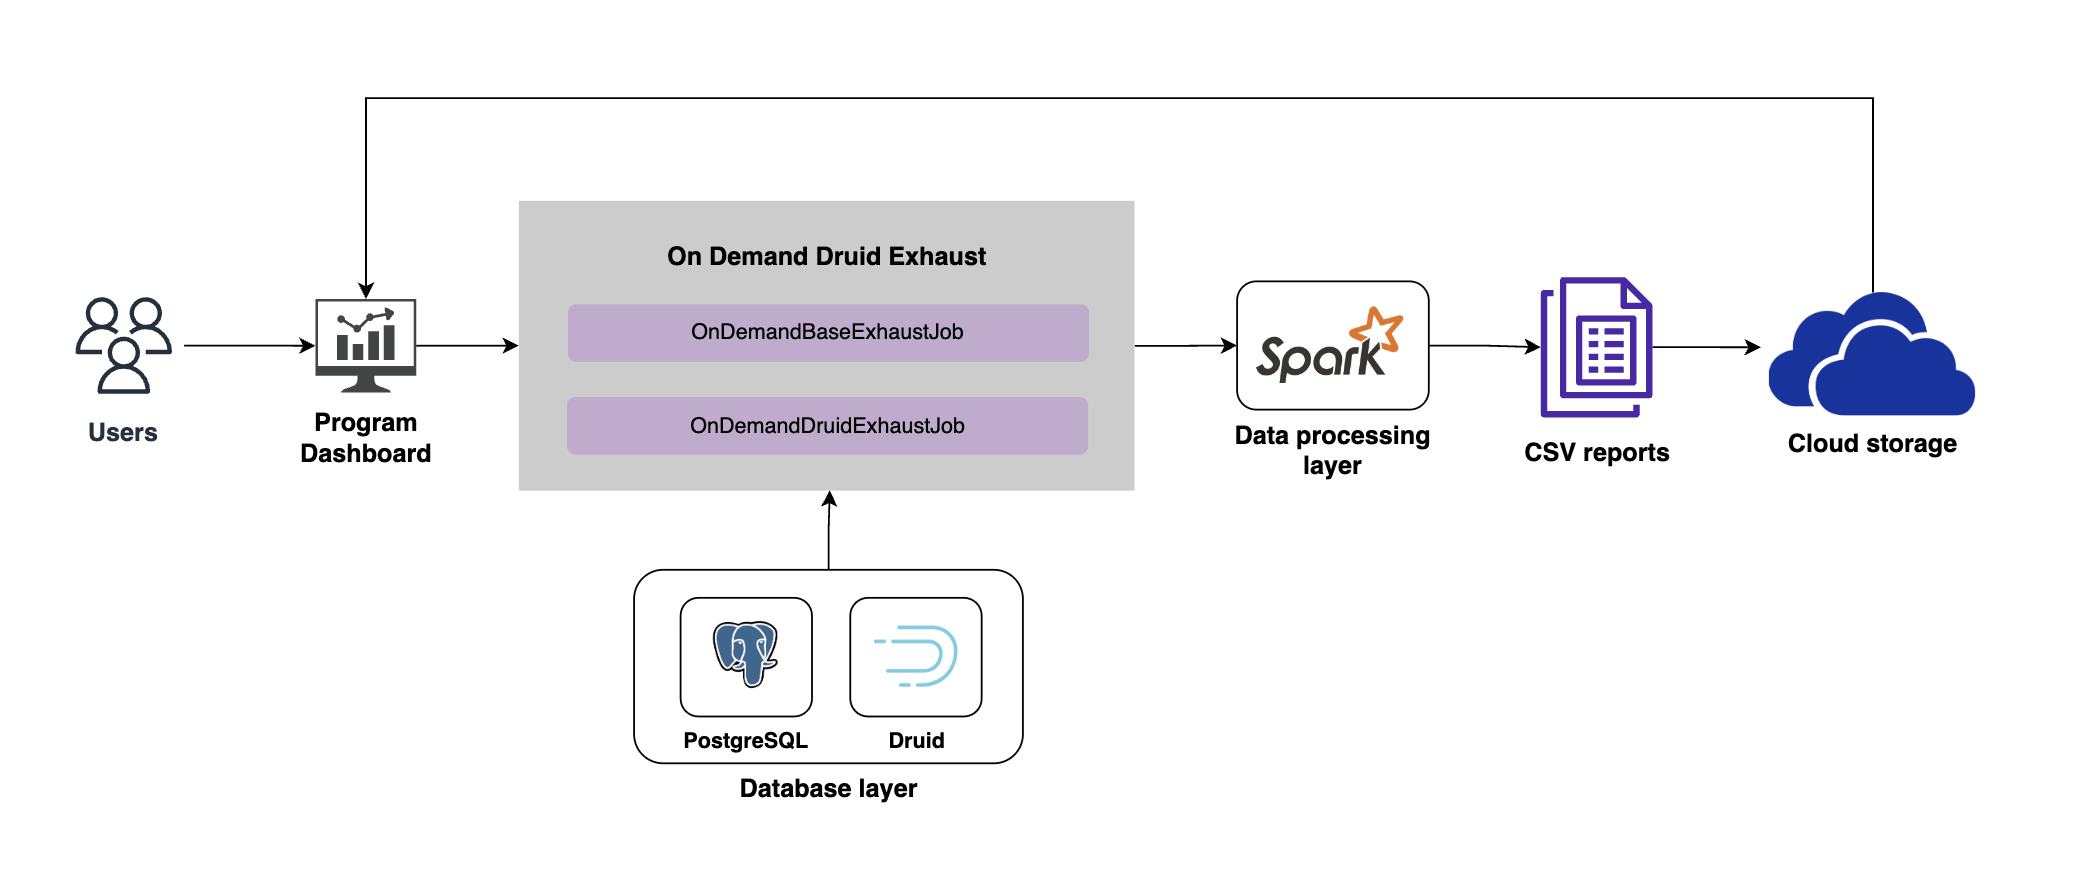 On Demand Druid Exhaust
OnDemandBaseExhaustJob
OnDemandDruidExhaustJob
Users
Program
Dashboard
Spark
Data processing
layer
CSV reports
Cloud storage
PostgreSQL
Druid
Database layer